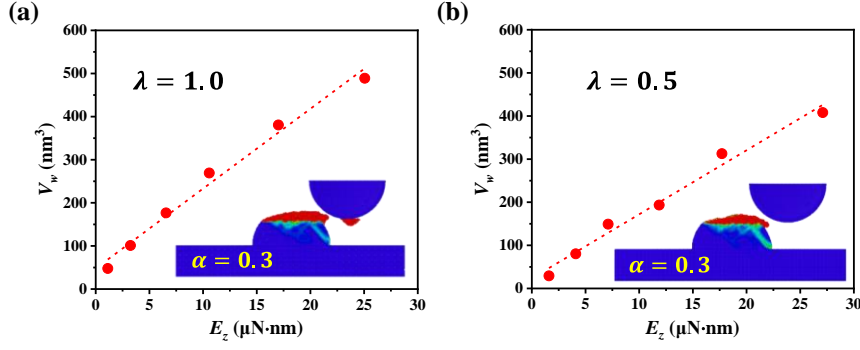 (a)
600
500
400
300
200
100
0
V_w (nm³)
λ = 1.0
α = 0.3
0 5 10 15 20 25 30
E_z (µN·nm)
(b)
600
500
400
300
200
100
0
V_w (nm³)
λ = 0.5
α = 0.3
0 5 10 15 20 25 30
E_z (µN·nm)